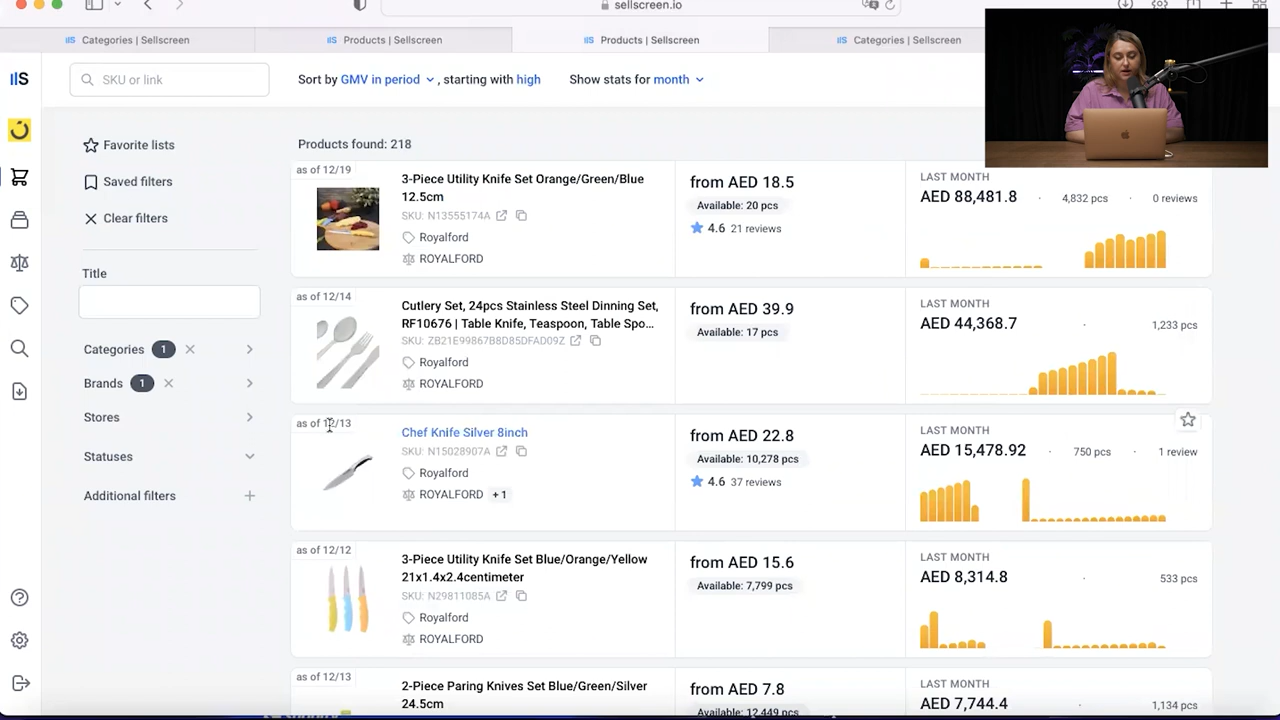 sellscreen.io
Categories | Sellscreen
Products | Sellscreen
Products | Sellscreen
Categories | Sellscreen
SKU or link
Sort by GMV in period , starting with high
Show stats for month
Favorite lists
Saved filters
Clear filters
Title
Categories 1
Brands 1
Stores
Statuses
Additional filters
Products found: 218
as of 12/19
3-Piece Utility Knife Set Orange/Green/Blue
12.5cm
SKU: N13555174A
Royalford
ROYALFORD
from AED 18.5
Available: 20 pcs
4.6 21 reviews
LAST MONTH
AED 88,481.8 · 4,832 pcs · 0 reviews
as of 12/14
Cutlery Set, 24pcs Stainless Steel Dinning Set,
RF10676 | Table Knife, Teaspoon, Table Spo...
SKU: ZB21E99867B8D85DFAD09Z
Royalford
ROYALFORD
from AED 39.9
Available: 17 pcs
LAST MONTH
AED 44,368.7 · 1,233 pcs
as of 12/13
Chef Knife Silver 8inch
SKU: N15028907A
Royalford
ROYALFORD +1
from AED 22.8
Available: 10,278 pcs
4.6 37 reviews
LAST MONTH
AED 15,478.92 · 750 pcs · 1 review
as of 12/12
3-Piece Utility Knife Set Blue/Orange/Yellow
21x1.4x2.4centimeter
SKU: N29811085A
Royalford
ROYALFORD
from AED 15.6
Available: 7,799 pcs
LAST MONTH
AED 8,314.8 · 533 pcs
as of 12/13
2-Piece Paring Knives Set Blue/Green/Silver
24.5cm
from AED 7.8
Available: 12,449 pcs
LAST MONTH
AED 7,744.4 · 1,134 pcs